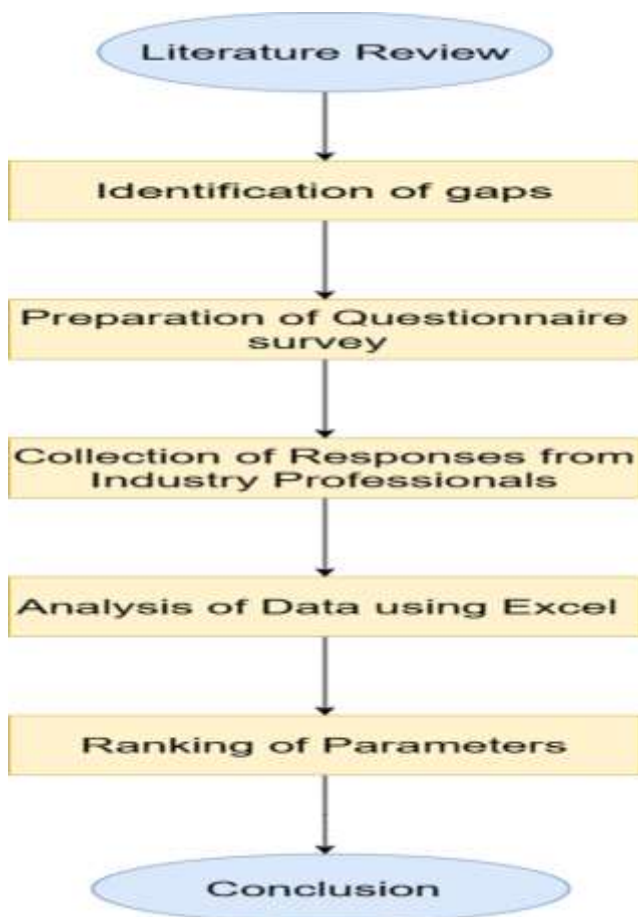 Literature Review
Identification of gaps
Preparation of Questionnaire
survey
Collection of Responses from
Industry Professionals
Analysis of Data using Excel
Ranking of Parameters
Conclusion